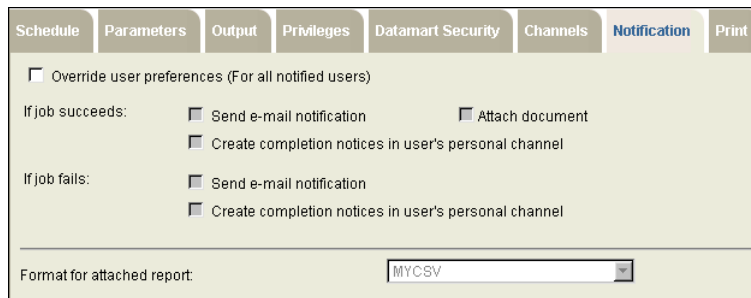 Schedule Parameters Output Privileges Datamart Security Channels Notification Print
Override user preferences (For all notified users)
If job succeeds: Send e-mail notification Attach document
Create completion notices in user's personal channel
If job fails: Send e-mail notification
Create completion notices in user's personal channel
Format for attached report: MYCSV